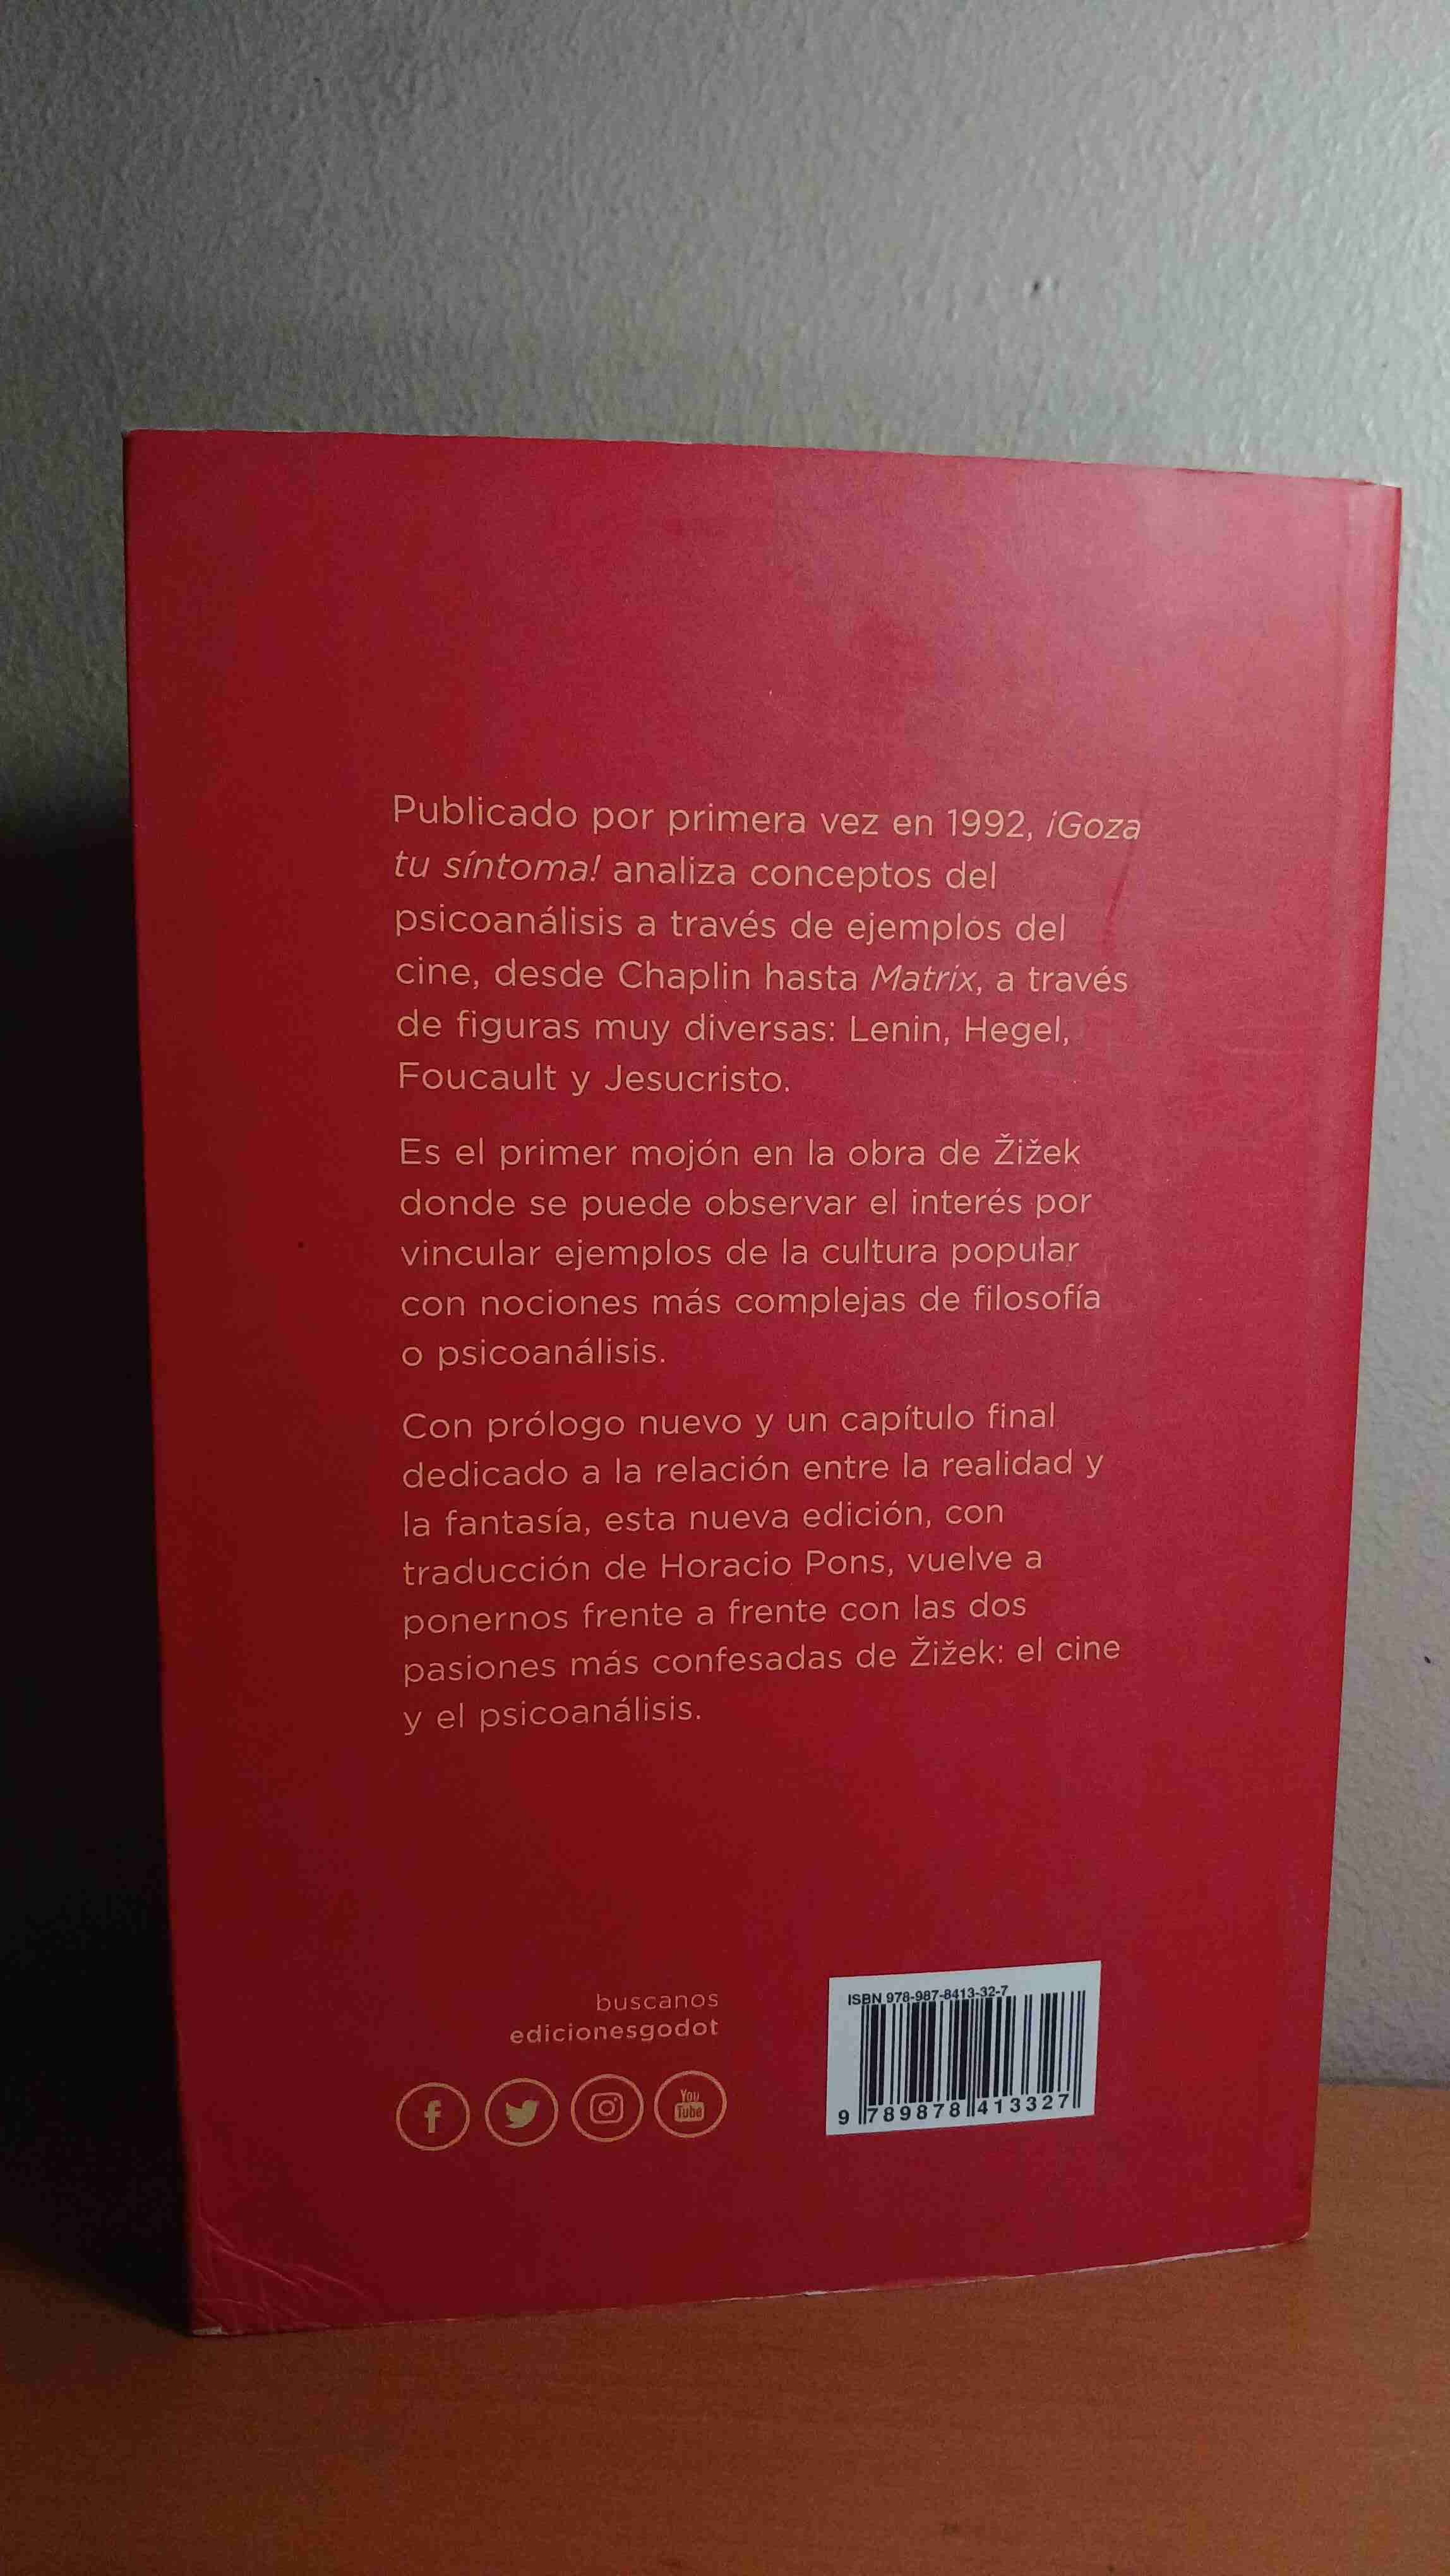 Publicado por primera vez en 1992, ¡Goza
tu síntoma! analiza conceptos del
psicoanálisis a través de ejemplos del
cine, desde Chaplin hasta Matrix, a través
de figuras muy diversas: Lenin, Hegel,
Foucault y Jesucristo.
Es el primer mojón en la obra de Žižek
donde se puede observar el interés por
vincular ejemplos de la cultura popular
con nociones más complejas de filosofía
o psicoanálisis.
Con prólogo nuevo y un capítulo final
dedicado a la relación entre la realidad y
la fantasía, esta nueva edición, con
traducción de Horacio Pons, vuelve a
ponernos frente a frente con las dos
pasiones más confesadas de Žižek: el cine
y el psicoanálisis.
buscanos
edicionesgodot
You
Tube
ISBN 978-987-8413-32-7
9 789878 413327